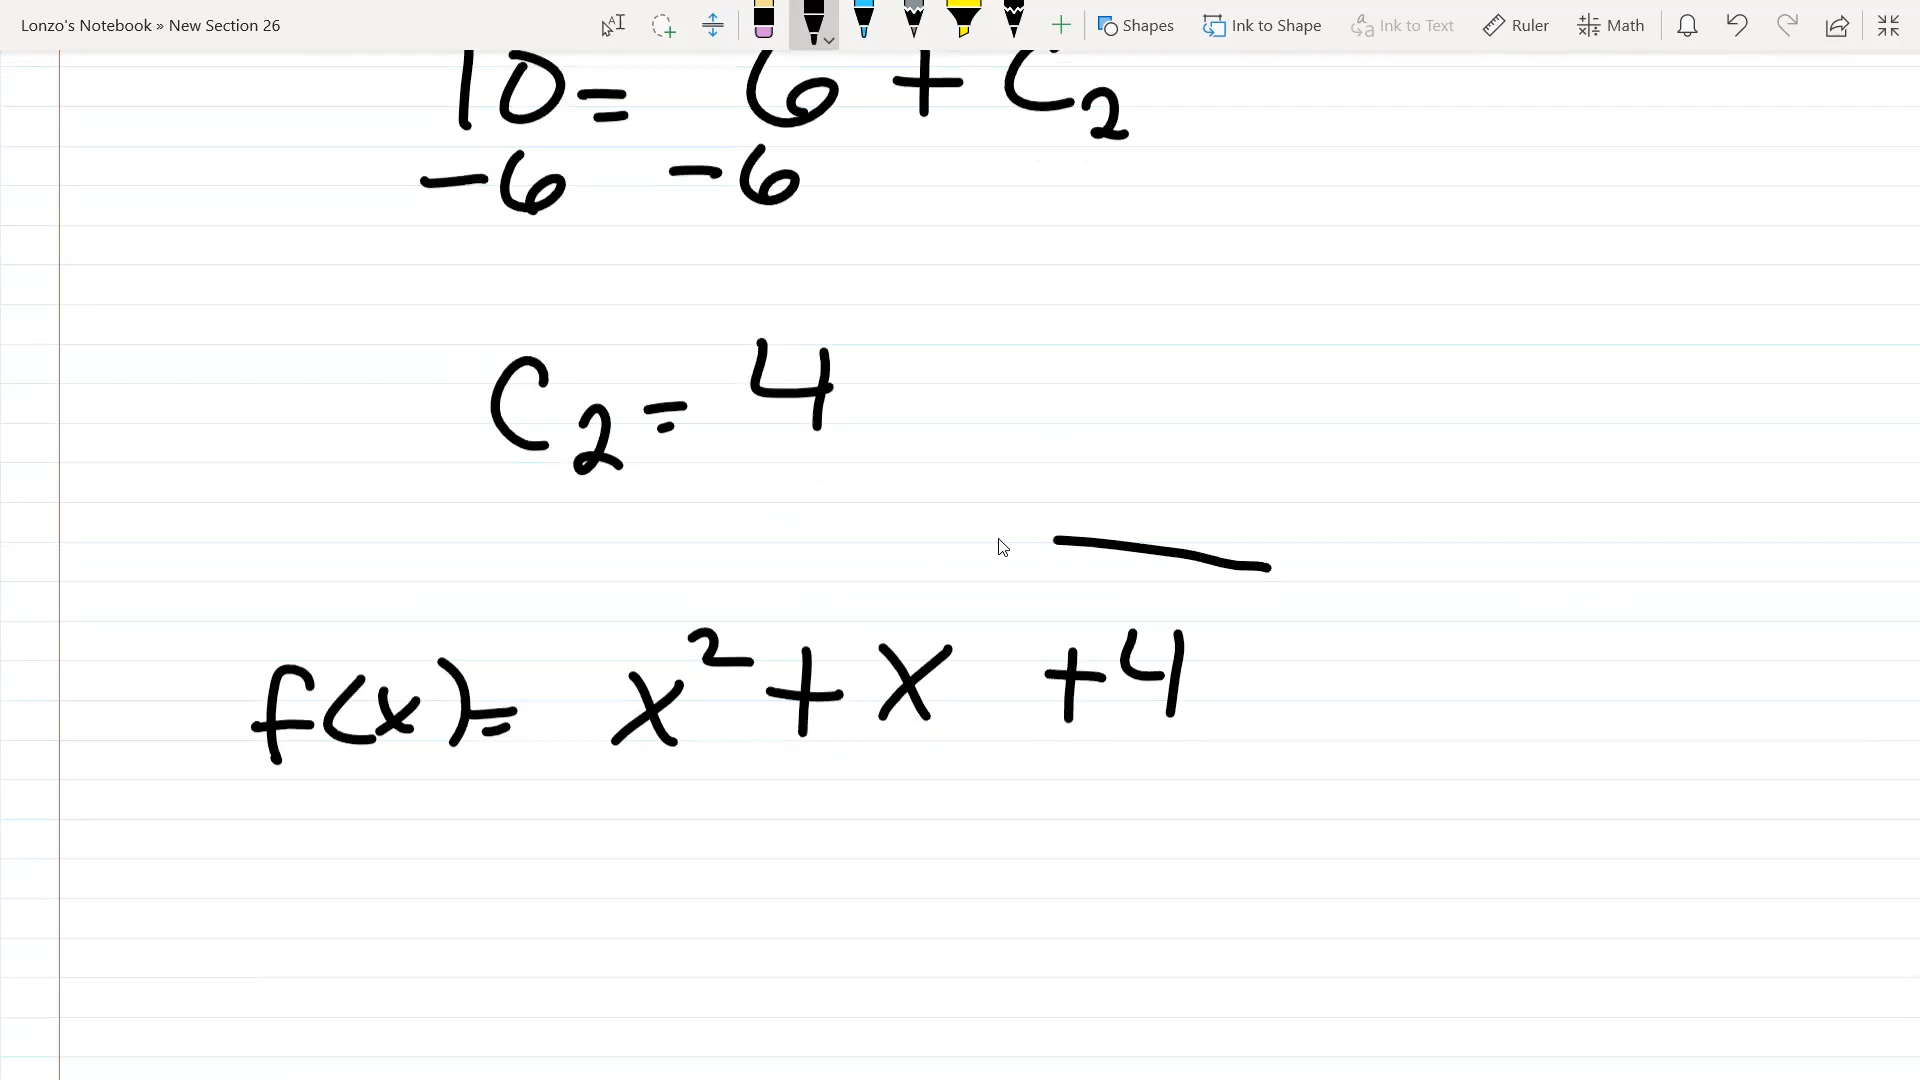 Lonzo's Notebook » New Section 26
Shapes
Ink to Shape
Ink to Text
Ruler
Math
10 = 6 + C₂
-6 -6
C₂ = 4
f(x) = x² + x + 4